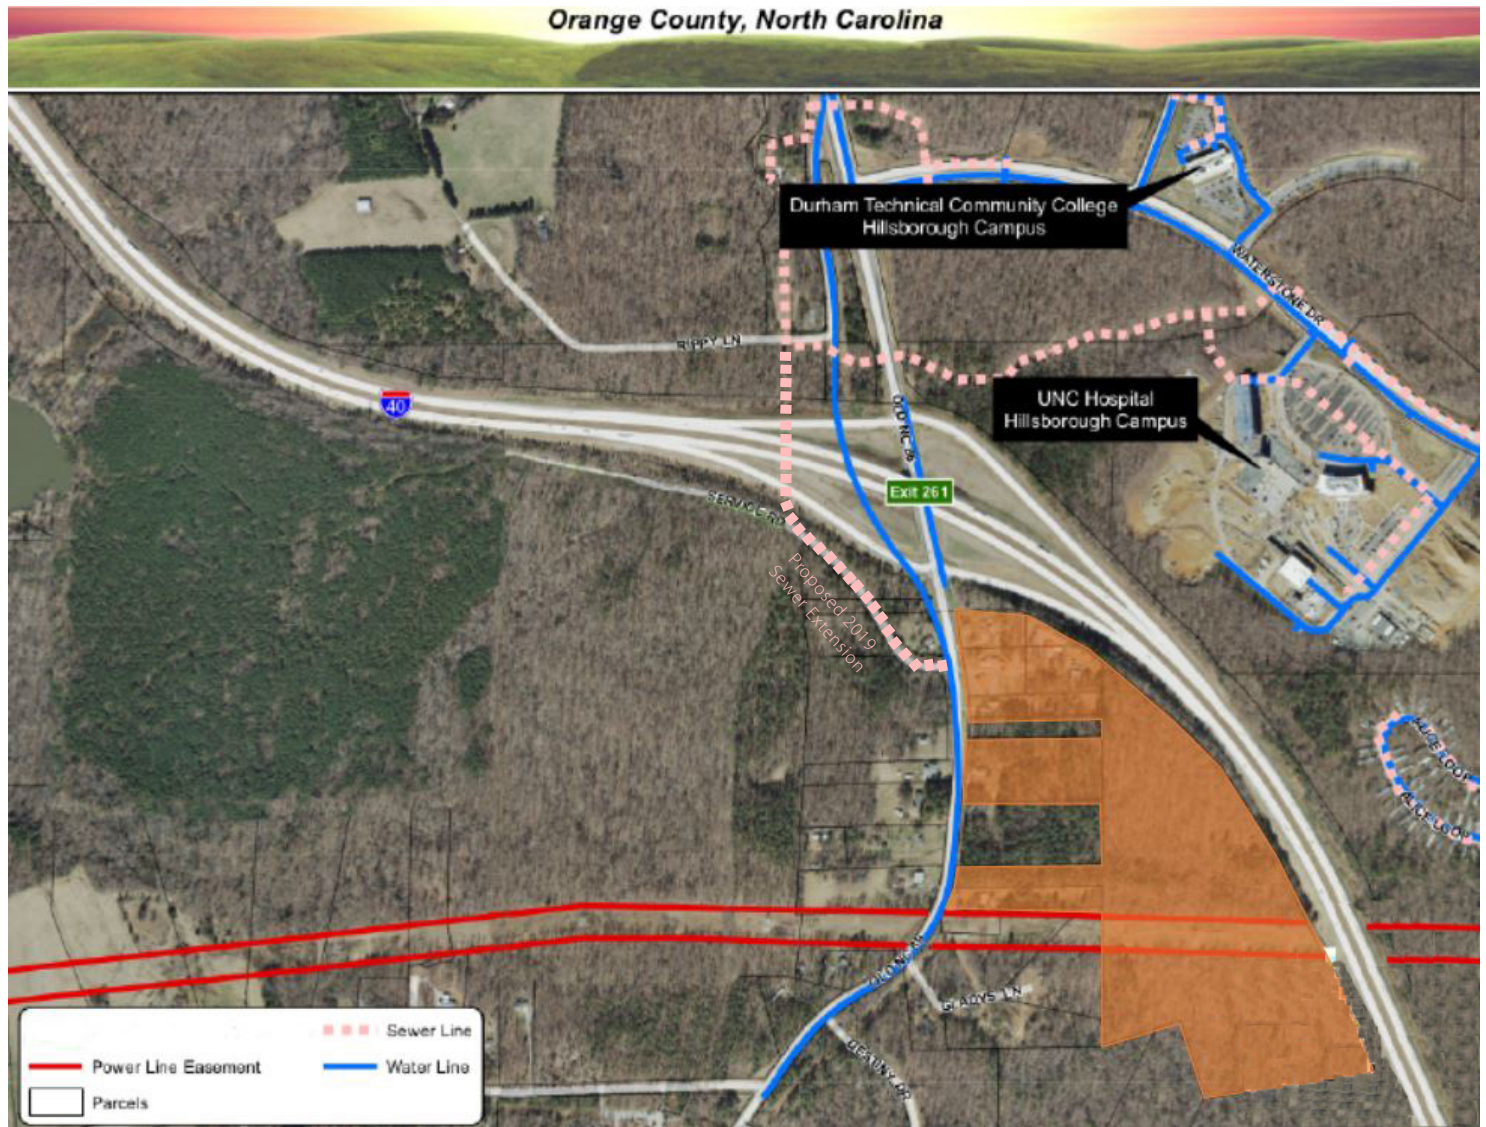 Orange County, North Carolina
Durham Technical Community College
Hillsborough Campus
WATERSTONE DR
RIPPY LN
40
OLD NC 86
UNC Hospital
Hillsborough Campus
Exit 261
SERVICE RD
Proposed 2019
Sewer Extension
ALICE LOOP
ALICE LOOP
OLD NC 86
GLADYS LN
Sewer Line
Power Line Easement
Water Line
Parcels